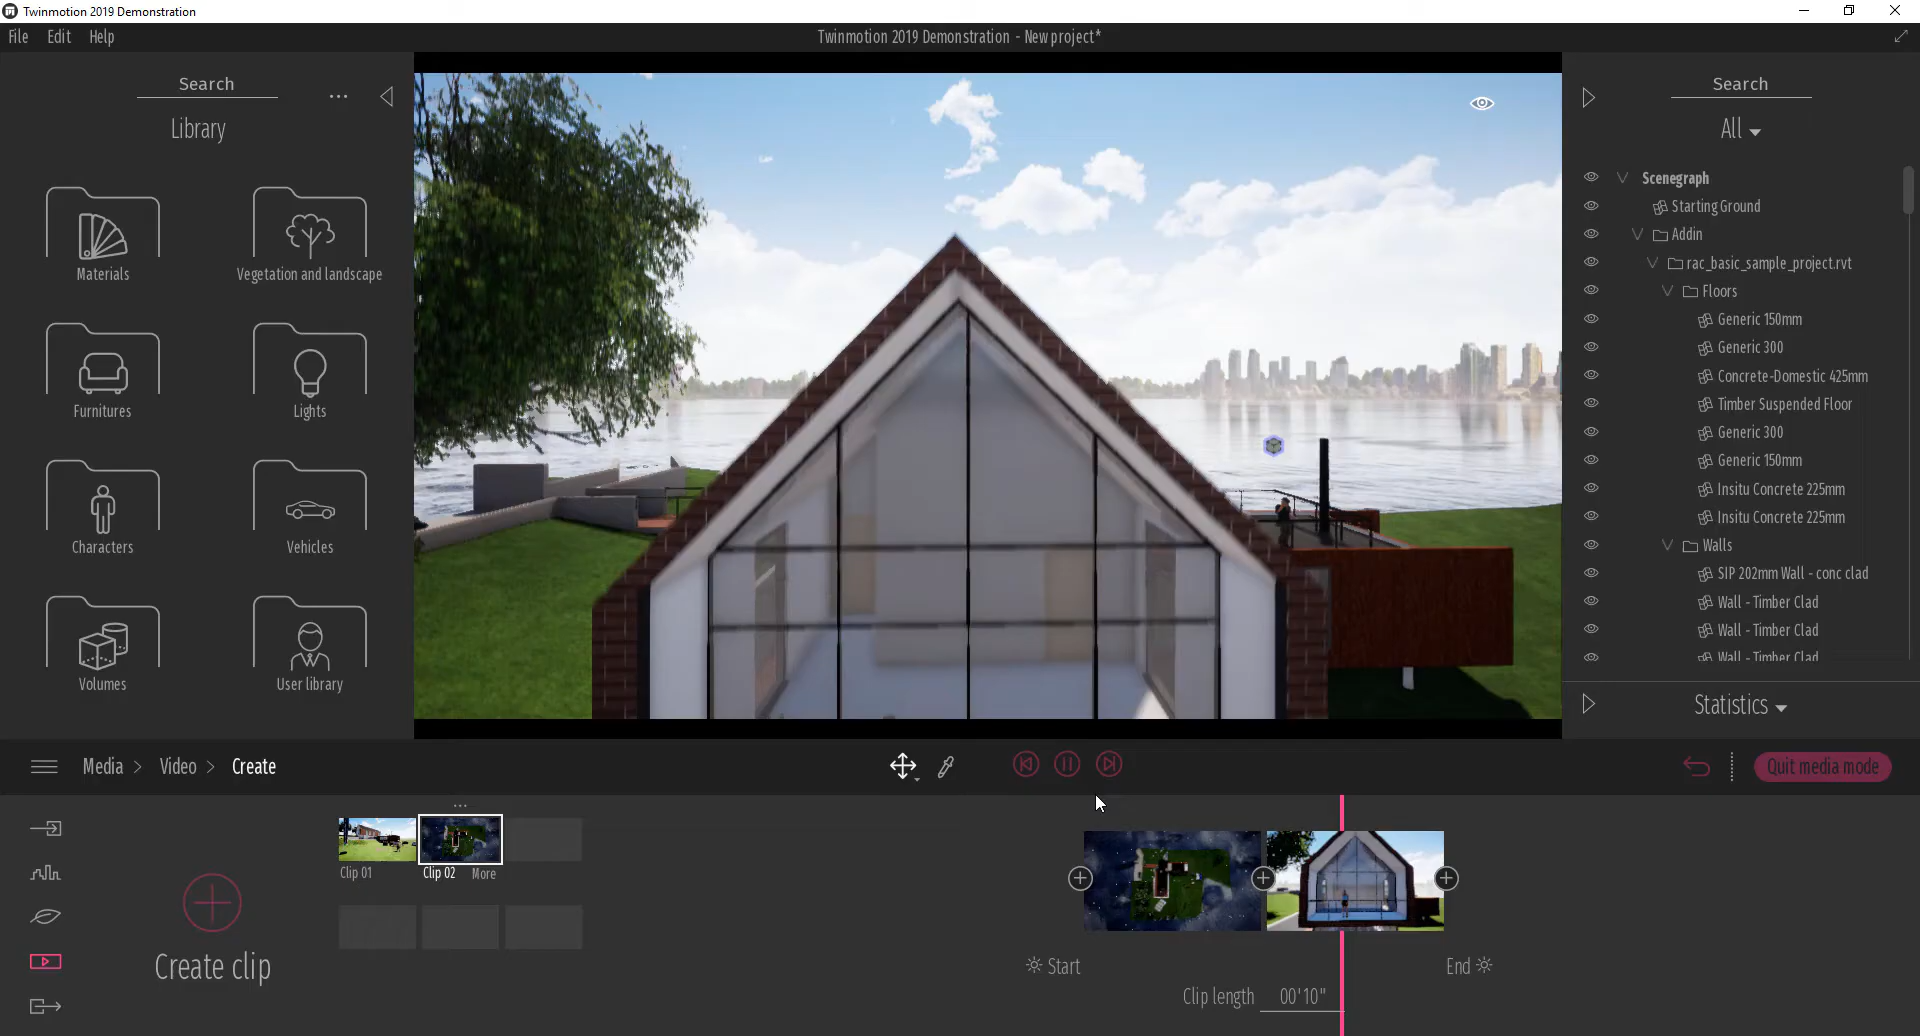 Twinmotion 2019 Demonstration
File Edit Help
Twinmotion 2019 Demonstration - New project*
Search
...
Library
Materials
Vegetation and landscape
Furnitures
Lights
Characters
Vehicles
Volumes
User library
Search
All
Scenegraph
Starting Ground
Addin
rac_basic_sample_project.rvt
Floors
Generic 150mm
Generic 300
Concrete-Domestic 425mm
Timber Suspended Floor
Generic 300
Generic 150mm
Insitu Concrete 225mm
Insitu Concrete 225mm
Walls
SIP 202mm Wall - conc clad
Wall - Timber Clad
Wall - Timber Clad
Wall - Timber Clad
Statistics
Media > Video > Create
Quit media mode
...
Clip 01
Clip 02 More
Create clip
Start
End
Clip length 00'10"